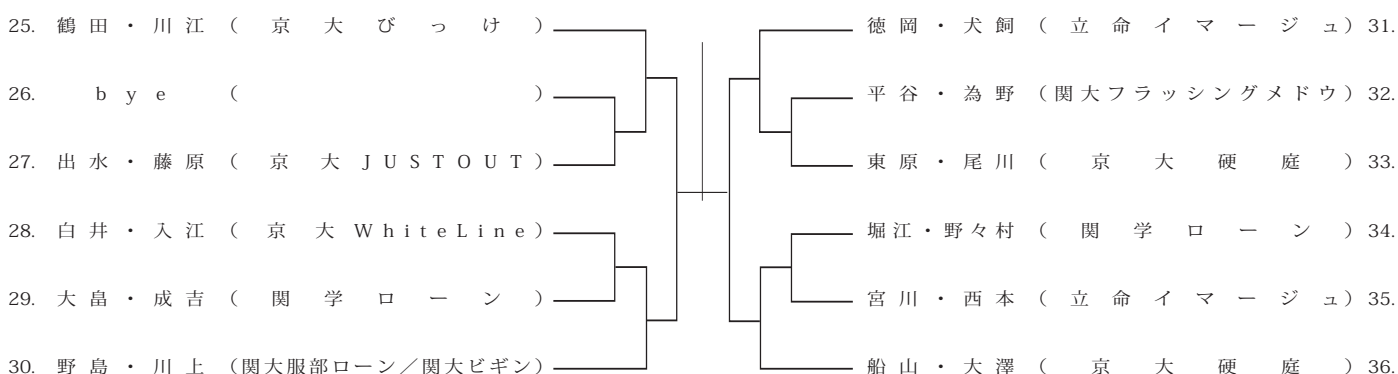 25. 鶴田・川江（京大びっけ）
26. bye（ ）
27. 出水・藤原（京大JUSTOUT）
28. 白井・入江（京大WhiteLine）
29. 大畠・成吉（関学ローン）
30. 野島・川上（関大服部ローン／関大ビギン）
徳岡・犬飼（立命イマージュ）31.
平谷・為野（関大フラッシングメドウ）32.
東原・尾川（京大硬庭）33.
堀江・野々村（関学ローン）34.
宮川・西本（立命イマージュ）35.
船山・大澤（京大硬庭）36.